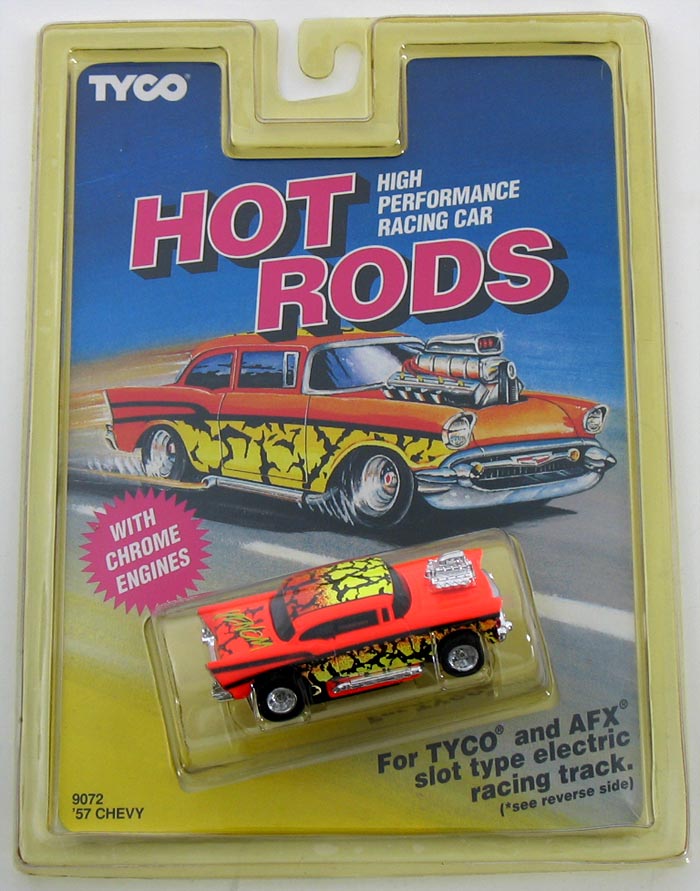 TYCO®
HOT
RODS
HIGH
PERFORMANCE
RACING CAR
WITH
CHROME
ENGINES
VENOM
For TYCO® and AFX®
slot type electric
racing track.
(*see reverse side)
9072
'57 CHEVY